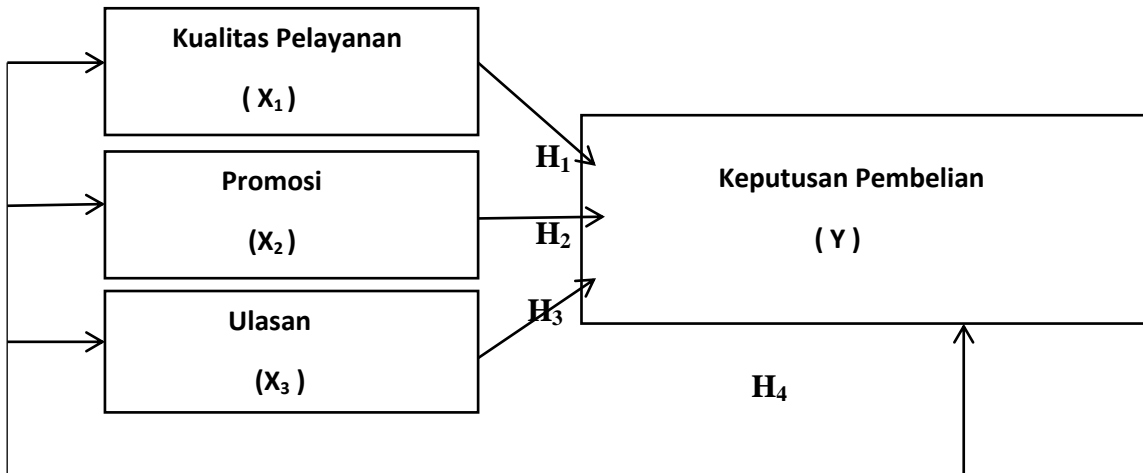 Kualitas Pelayanan
( X₁ )
Promosi
(X₂ )
Ulasan
(X₃ )
H₁
H₂
H₃
Keputusan Pembelian
( Y )
H₄